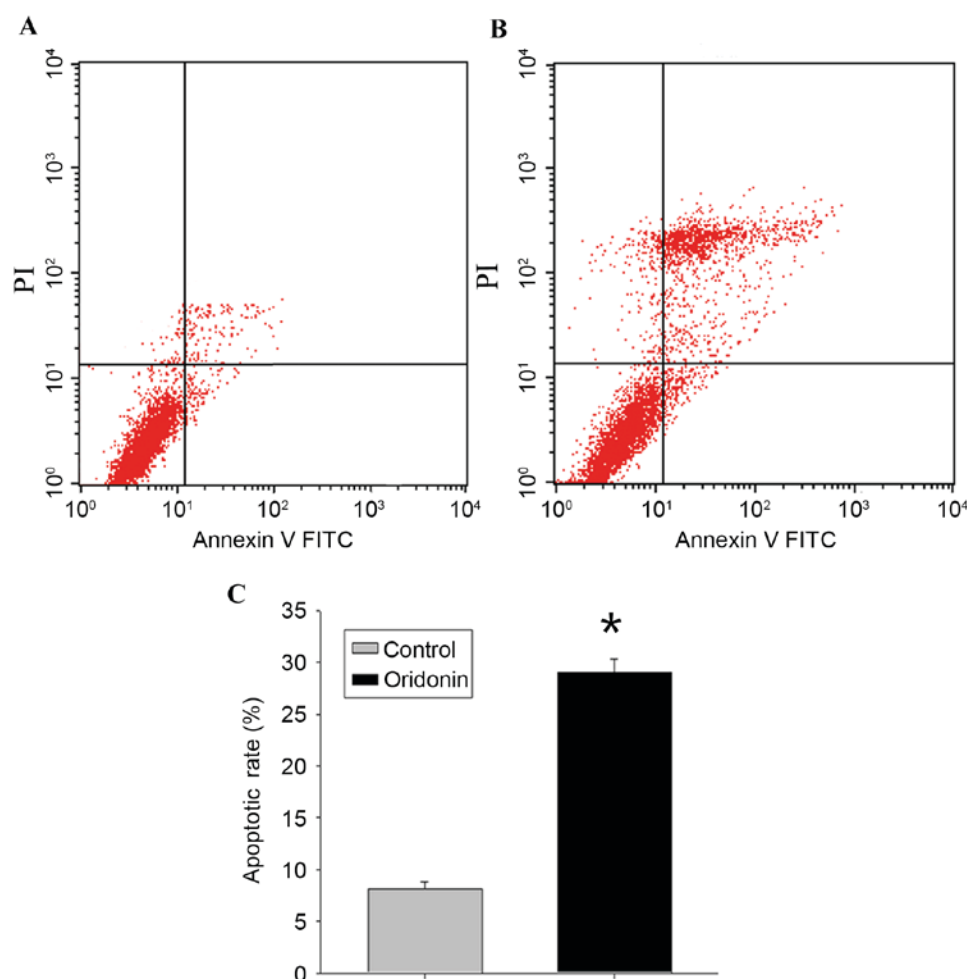 A
PI
10⁴
10³
10²
10¹
10⁰
10⁰ 10¹ 10² 10³ 10⁴
Annexin V FITC
B
PI
10⁴
10³
10²
10¹
10⁰
10⁰ 10¹ 10² 10³ 10⁴
Annexin V FITC
C
Apoptotic rate (%)
35
30
25
20
15
10
5
0
Control
Oridonin
*